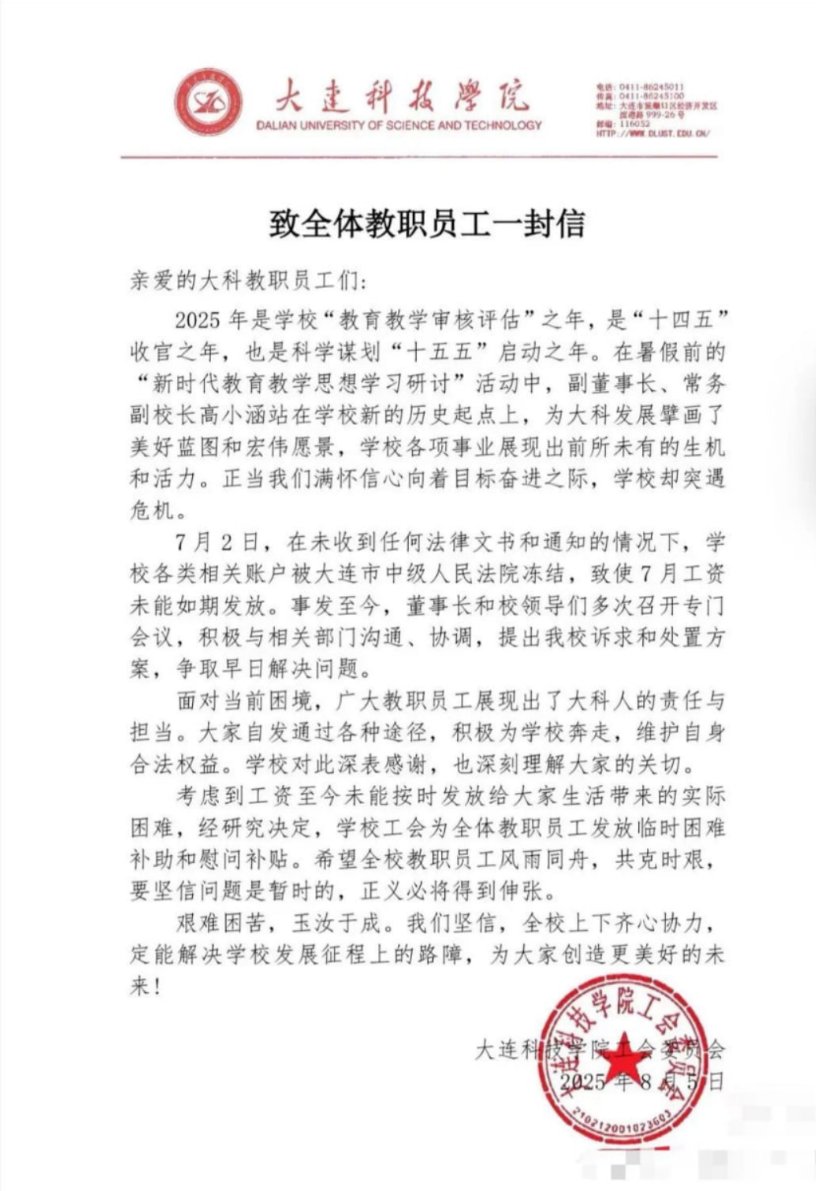 大连科技学院
DALIAN UNIVERSITY OF SCIENCE AND TECHNOLOGY
电话: 0411-86245011
传真: 0411-86245100
地址: 大连市旅顺口区经济开发区
滨港路 999-26 号
邮编: 116052
HTTP://WWW.DLUST.EDU.CN/
致全体教职员工一封信
亲爱的大科教职员工们:
2025 年是学校“教育教学审核评估”之年，是“十四五”
收官之年，也是科学谋划“十五五”启动之年。在暑假前的
“新时代教育教学思想学习研讨”活动中，副董事长、常务
副校长高小涵站在学校新的历史起点上，为大科发展擘画了
美好蓝图和宏伟愿景，学校各项事业展现出前所未有的生机
和活力。正当我们满怀信心向着目标奋进之际，学校却突遇
危机。
7 月 2 日，在未收到任何法律文书和通知的情况下，学
校各类相关账户被大连市中级人民法院冻结，致使 7 月工资
未能如期发放。事发至今，董事长和校领导们多次召开专门
会议，积极与相关部门沟通、协调，提出我校诉求和处置方
案，争取早日解决问题。
面对当前困境，广大教职员工展现出了大科人的责任与
担当。大家自发通过各种途径，积极为学校奔走，维护自身
合法权益。学校对此深表感谢，也深刻理解大家的关切。
考虑到工资至今未能按时发放给大家生活带来的实际
困难，经研究决定，学校工会为全体教职员工发放临时困难
补助和慰问补贴。希望全校教职员工风雨同舟，共克时艰，
要坚信问题是暂时的，正义必将得到伸张。
艰难困苦，玉汝于成。我们坚信，全校上下齐心协力，
定能解决学校发展征程上的路障，为大家创造更美好的未
来！
大连科技学院工会委员会
2025 年 8 月 5 日
大连科技学院工会委员会
210212001023603